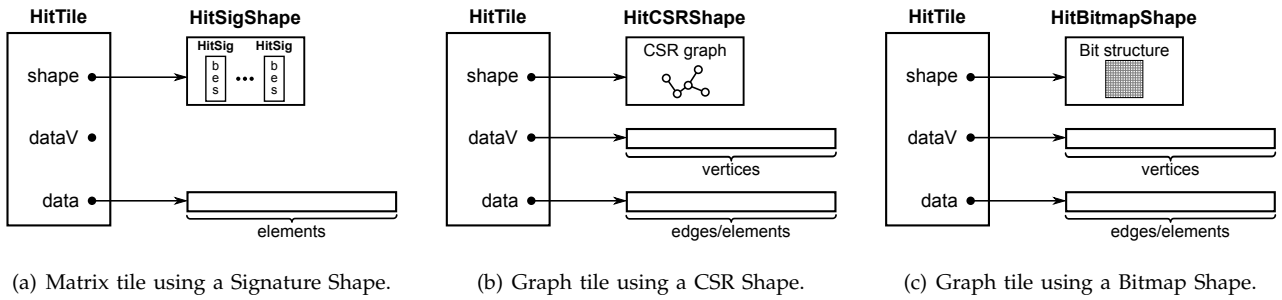 HitTile
HitSigShape
HitSig HitSig
shape
b
e
s
•••
b
e
s
dataV
data
elements
(a) Matrix tile using a Signature Shape.
HitTile
HitCSRShape
CSR graph
shape
dataV
vertices
data
edges/elements
(b) Graph tile using a CSR Shape.
HitTile
HitBitmapShape
Bit structure
shape
dataV
vertices
data
edges/elements
(c) Graph tile using a Bitmap Shape.